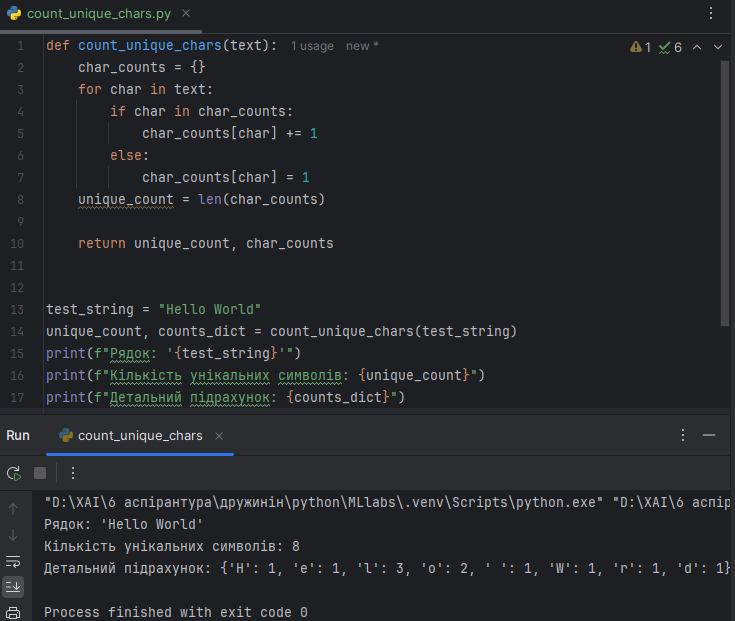 count_unique_chars.py
1 def count_unique_chars(text): 1 usage new *
1 6
2 char_counts = {}
3 for char in text:
4 if char in char_counts:
5 char_counts[char] += 1
6 else:
7 char_counts[char] = 1
8 unique_count = len(char_counts)
9
10 return unique_count, char_counts
11
12
13 test_string = "Hello World"
14 unique_count, counts_dict = count_unique_chars(test_string)
15 print(f"Рядок: '{test_string}'")
16 print(f"Кількість унікальних символів: {unique_count}")
17 print(f"Детальний підрахунок: {counts_dict}")
Run count_unique_chars
"D:\XAI\6 аспірантура\дружинін\python\MLlabs\.venv\Scripts\python.exe" "D:\XAI\6 аспір
Рядок: 'Hello World'
Кількість унікальних символів: 8
Детальний підрахунок: {'H': 1, 'e': 1, 'l': 3, 'o': 2, ' ': 1, 'W': 1, 'r': 1, 'd': 1}
Process finished with exit code 0